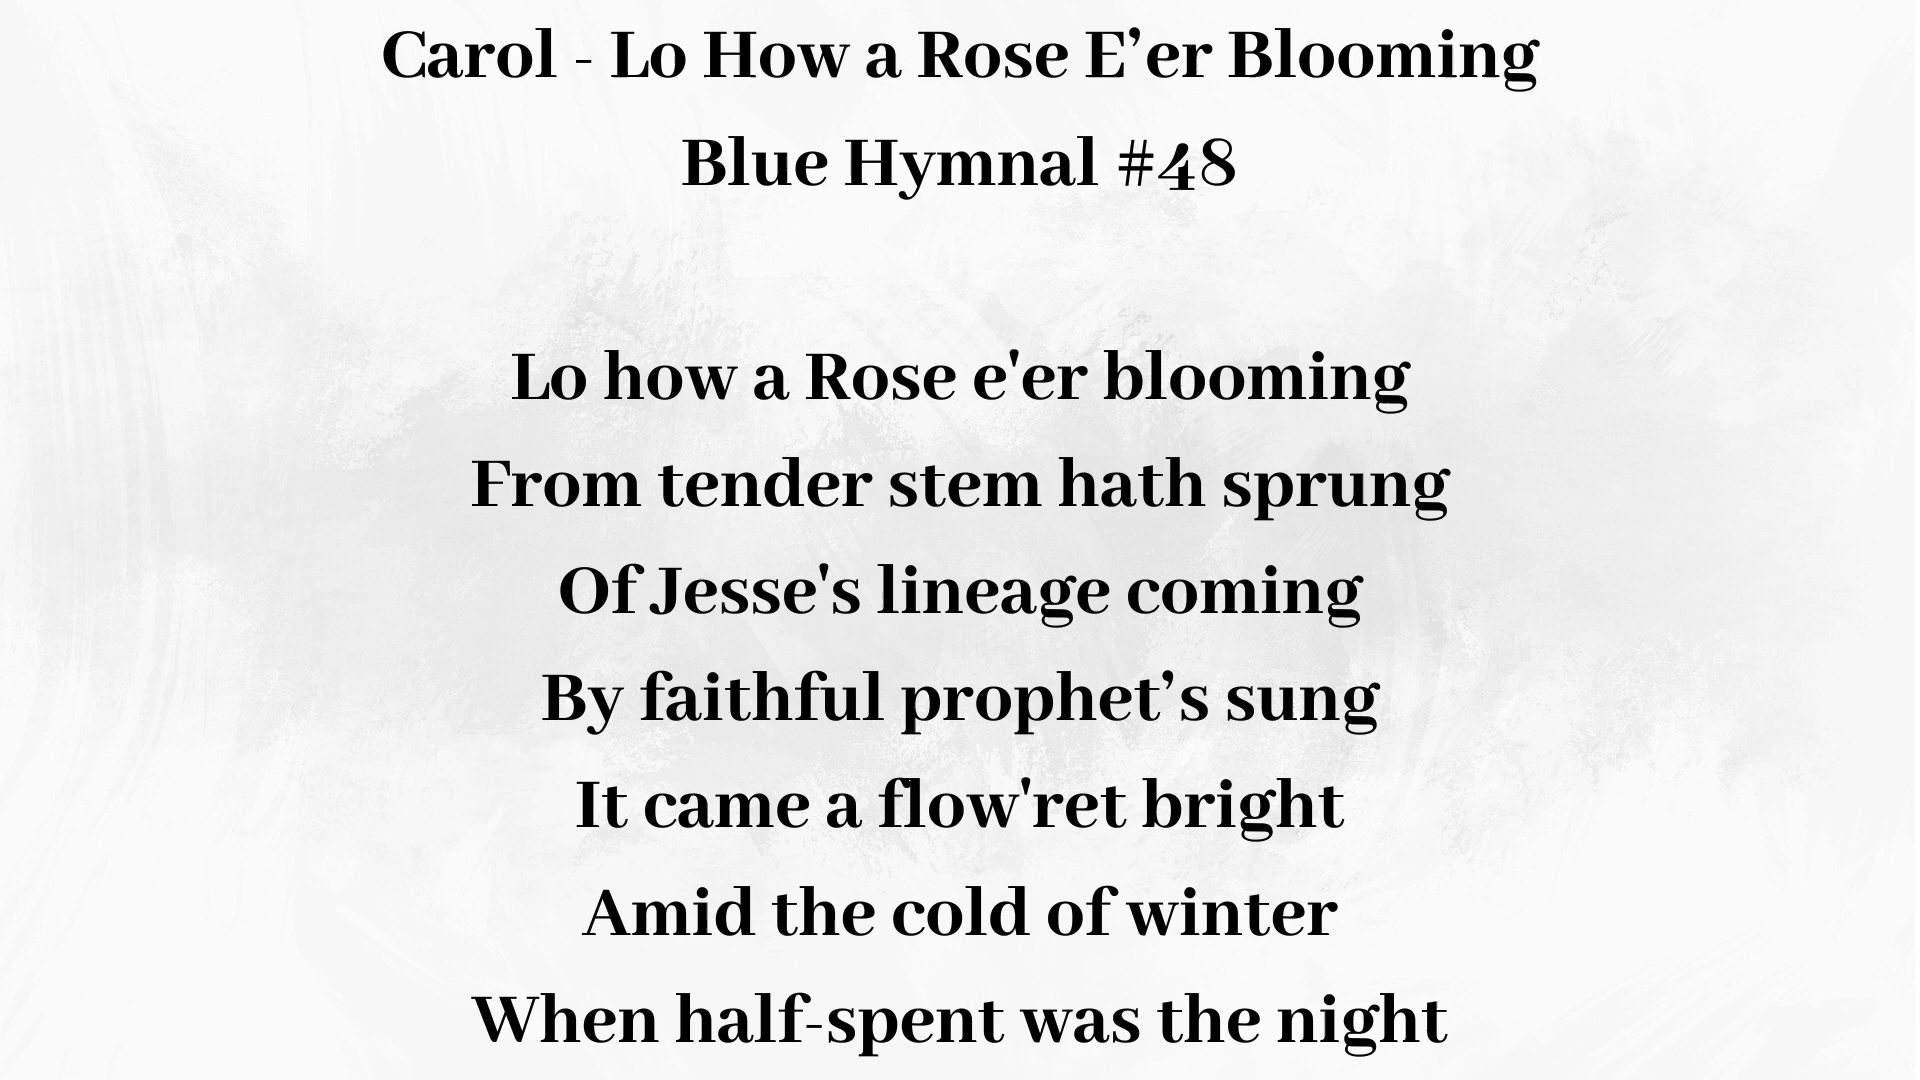 Carol - Lo How a Rose E’er Blooming
Blue Hymnal #48
Lo how a Rose e'er blooming
From tender stem hath sprung
Of Jesse's lineage coming
By faithful prophet’s sung
It came a flow'ret bright
Amid the cold of winter
When half-spent was the night